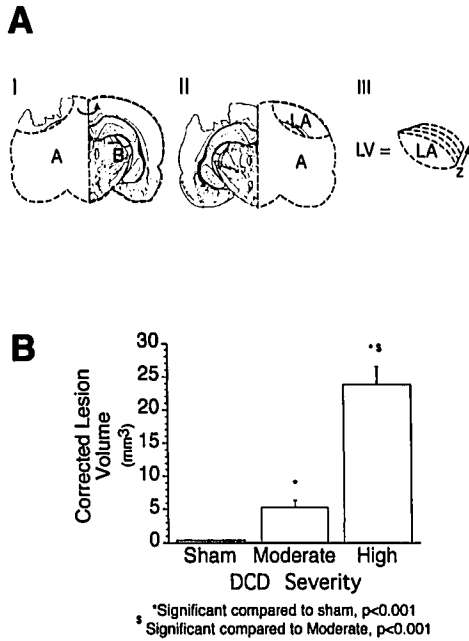 A
I
II
III
A
B
LA
A
LV =
LA
Z
B
Corrected Lesion
Volume
(mm³)
30
25
20
15
10
5
0
*
* $
Sham Moderate High
DCD Severity
*Significant compared to sham, p<0.001
$ Significant compared to Moderate, p<0.001